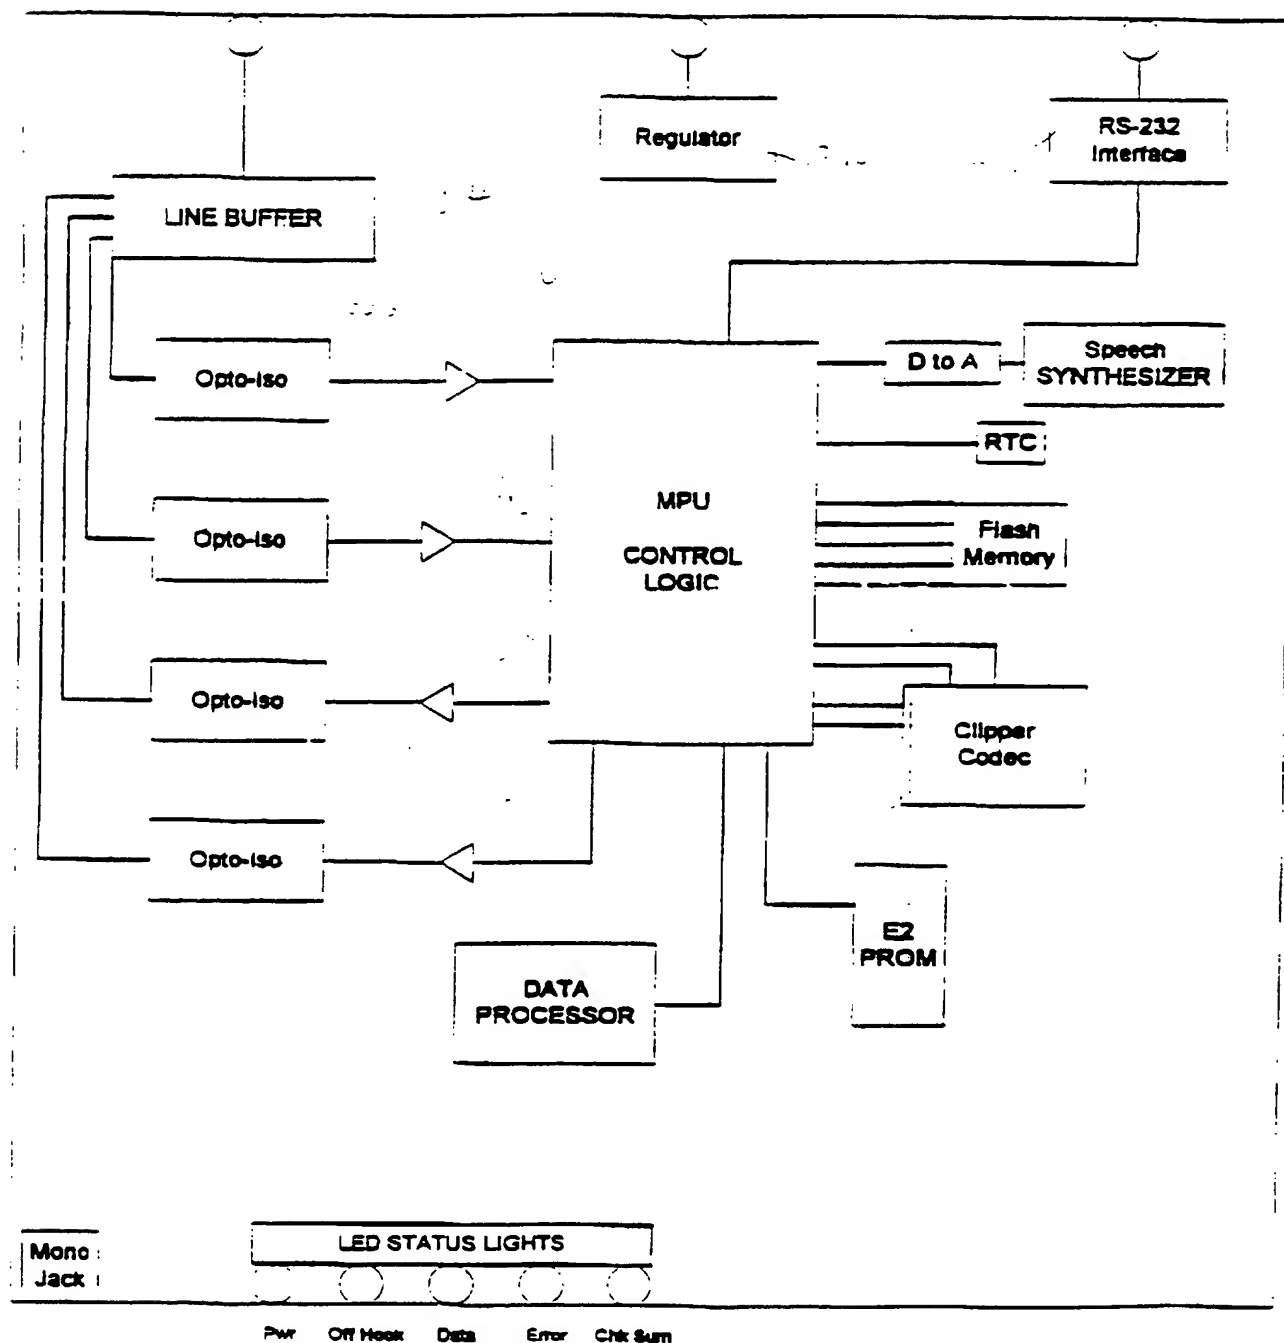 Regulator
RS-232
Interface
LINE BUFFER
Opto-Iso
D to A
Speech
SYNTHESIZER
RTC
Opto-Iso
MPU
CONTROL
LOGIC
Flash
Memory
Opto-Iso
Clipper
Codec
Opto-Iso
E2
PROM
DATA
PROCESSOR
Mono
Jack
LED STATUS LIGHTS
Pwr Off Hook Data Error Chk Sum